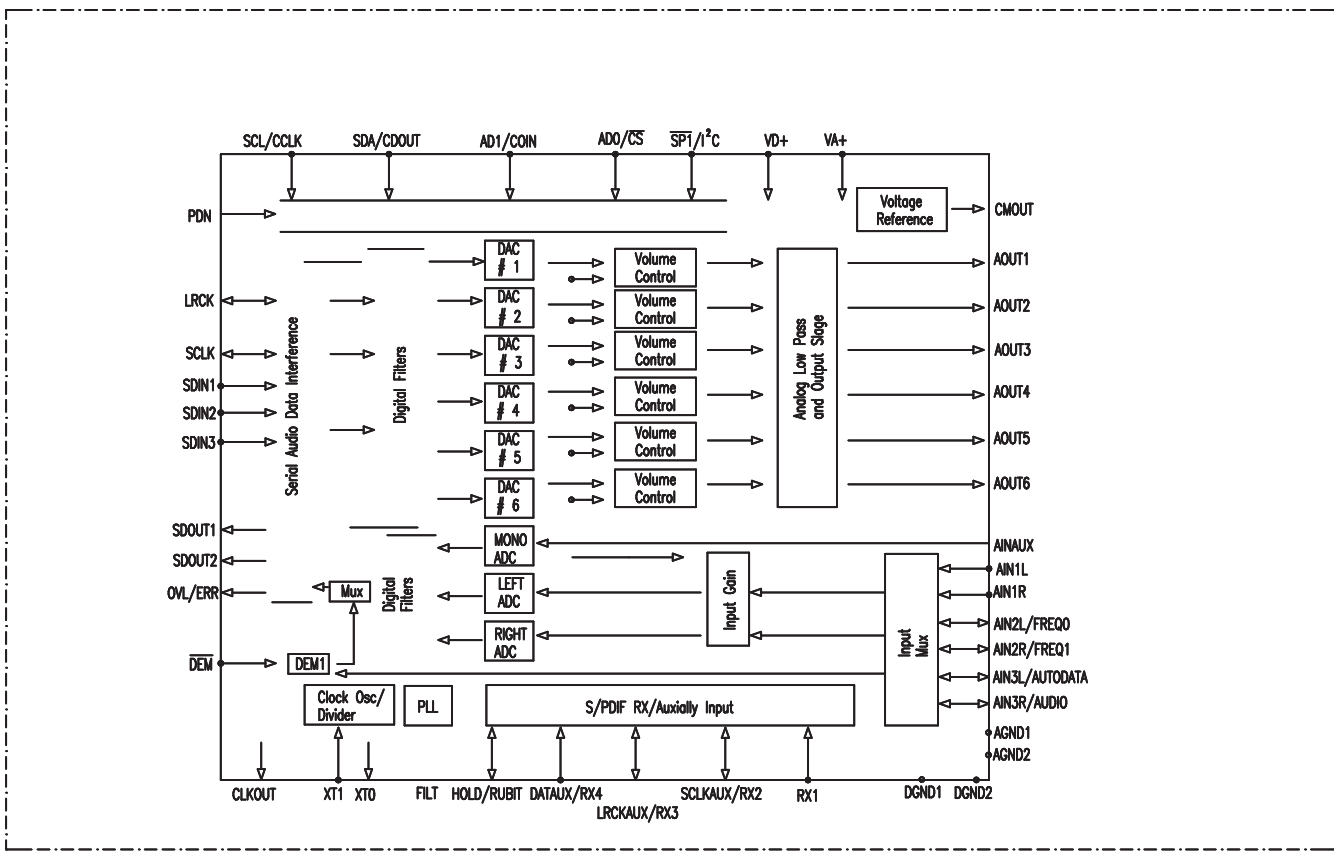 SCL/CCLK SDA/CDOUT AD1/COIN AD0/CS SP1/I²C VD+ VA+
PDN
Voltage
Reference
CMOUT
DAC
# 1
Volume
Control
AOUT1
LRCK
DAC
# 2
Volume
Control
AOUT2
SCLK
DAC
# 3
Volume
Control
AOUT3
SDIN1
SDIN2
SDIN3
Serial Audio Data Interference
Digital Filters
DAC
# 4
Volume
Control
AOUT4
DAC
# 5
Volume
Control
AOUT5
DAC
# 6
Volume
Control
AOUT6
Analog Low Pass
and Output Slage
SDOUT1
SDOUT2
OVL/ERR
DEM
Mux
DEM1
Digital
Filters
MONO
ADC
LEFT
ADC
RIGHT
ADC
Input Gain
Input
Mux
AINAUX
AIN1L
AIN1R
AIN2L/FREQ0
AIN2R/FREQ1
AIN3L/AUTODATA
AIN3R/AUDIO
AGND1
AGND2
Clock Osc/
Divider
PLL
S/PDIF RX/Auxially Input
CLKOUT XT1 XTO FILT HOLD/RUBIT DATAUX/RX4 SCLKAUX/RX2 RX1 DGND1 DGND2
LRCKAUX/RX3